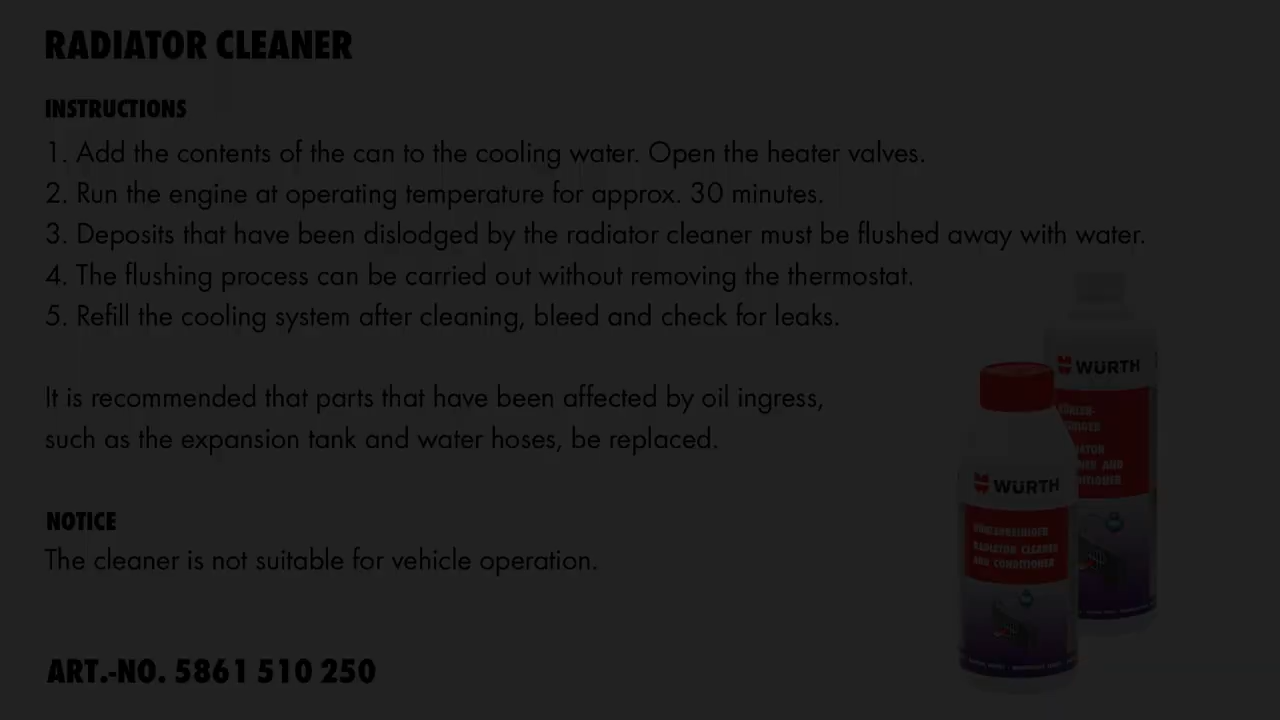 RADIATOR CLEANER
INSTRUCTIONS
1. Add the contents of the can to the cooling water. Open the heater valves.
2. Run the engine at operating temperature for approx. 30 minutes.
3. Deposits that have been dislodged by the radiator cleaner must be flushed away with water.
4. The flushing process can be carried out without removing the thermostat.
5. Refill the cooling system after cleaning, bleed and check for leaks.
It is recommended that parts that have been affected by oil ingress,
such as the expansion tank and water hoses, be replaced.
NOTICE
The cleaner is not suitable for vehicle operation.
ART.-NO. 5861 510 250
WÜRTH
WÜRTH
KÜHLERREINIGER
RADIATOR CLEANER
AND CONDITIONER